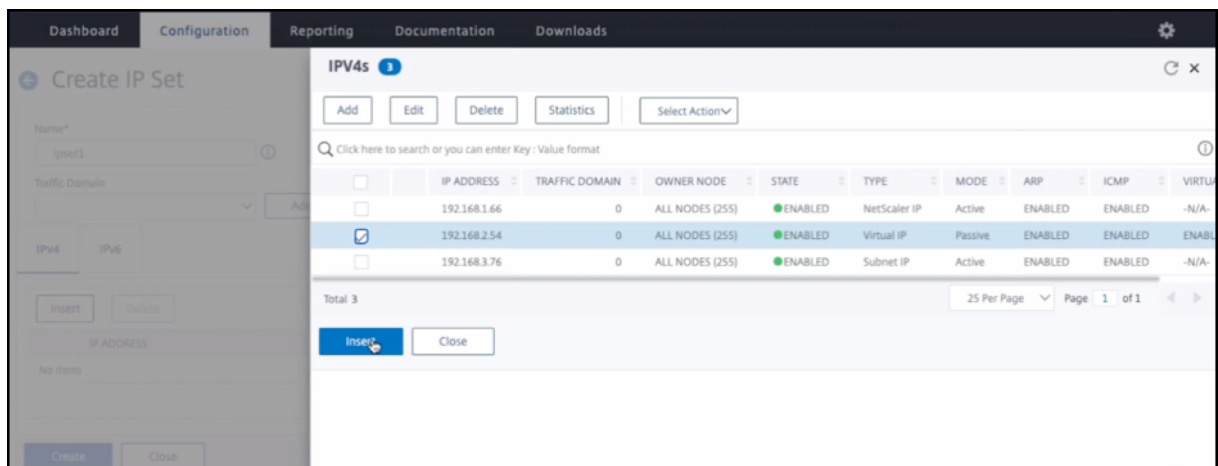 Dashboard Configuration Reporting Documentation Downloads
Create IP Set
Name*
ipset1
Traffic Domain
IPv4 IPv6
Insert Delete
IP ADDRESS
No items
Create Close
IPV4s 3
Add Edit Delete Statistics Select Action
Click here to search or you can enter Key : Value format
IP ADDRESS TRAFFIC DOMAIN OWNER NODE STATE TYPE MODE ARP ICMP VIRTUA
192.168.1.66 0 ALL NODES (255) ENABLED NetScaler IP Active ENABLED ENABLED -N/A-
192.168.2.54 0 ALL NODES (255) ENABLED Virtual IP Passive ENABLED ENABLED ENABL
192.168.3.76 0 ALL NODES (255) ENABLED Subnet IP Active ENABLED ENABLED -N/A-
Total 3 25 Per Page Page 1 of 1
Insert Close